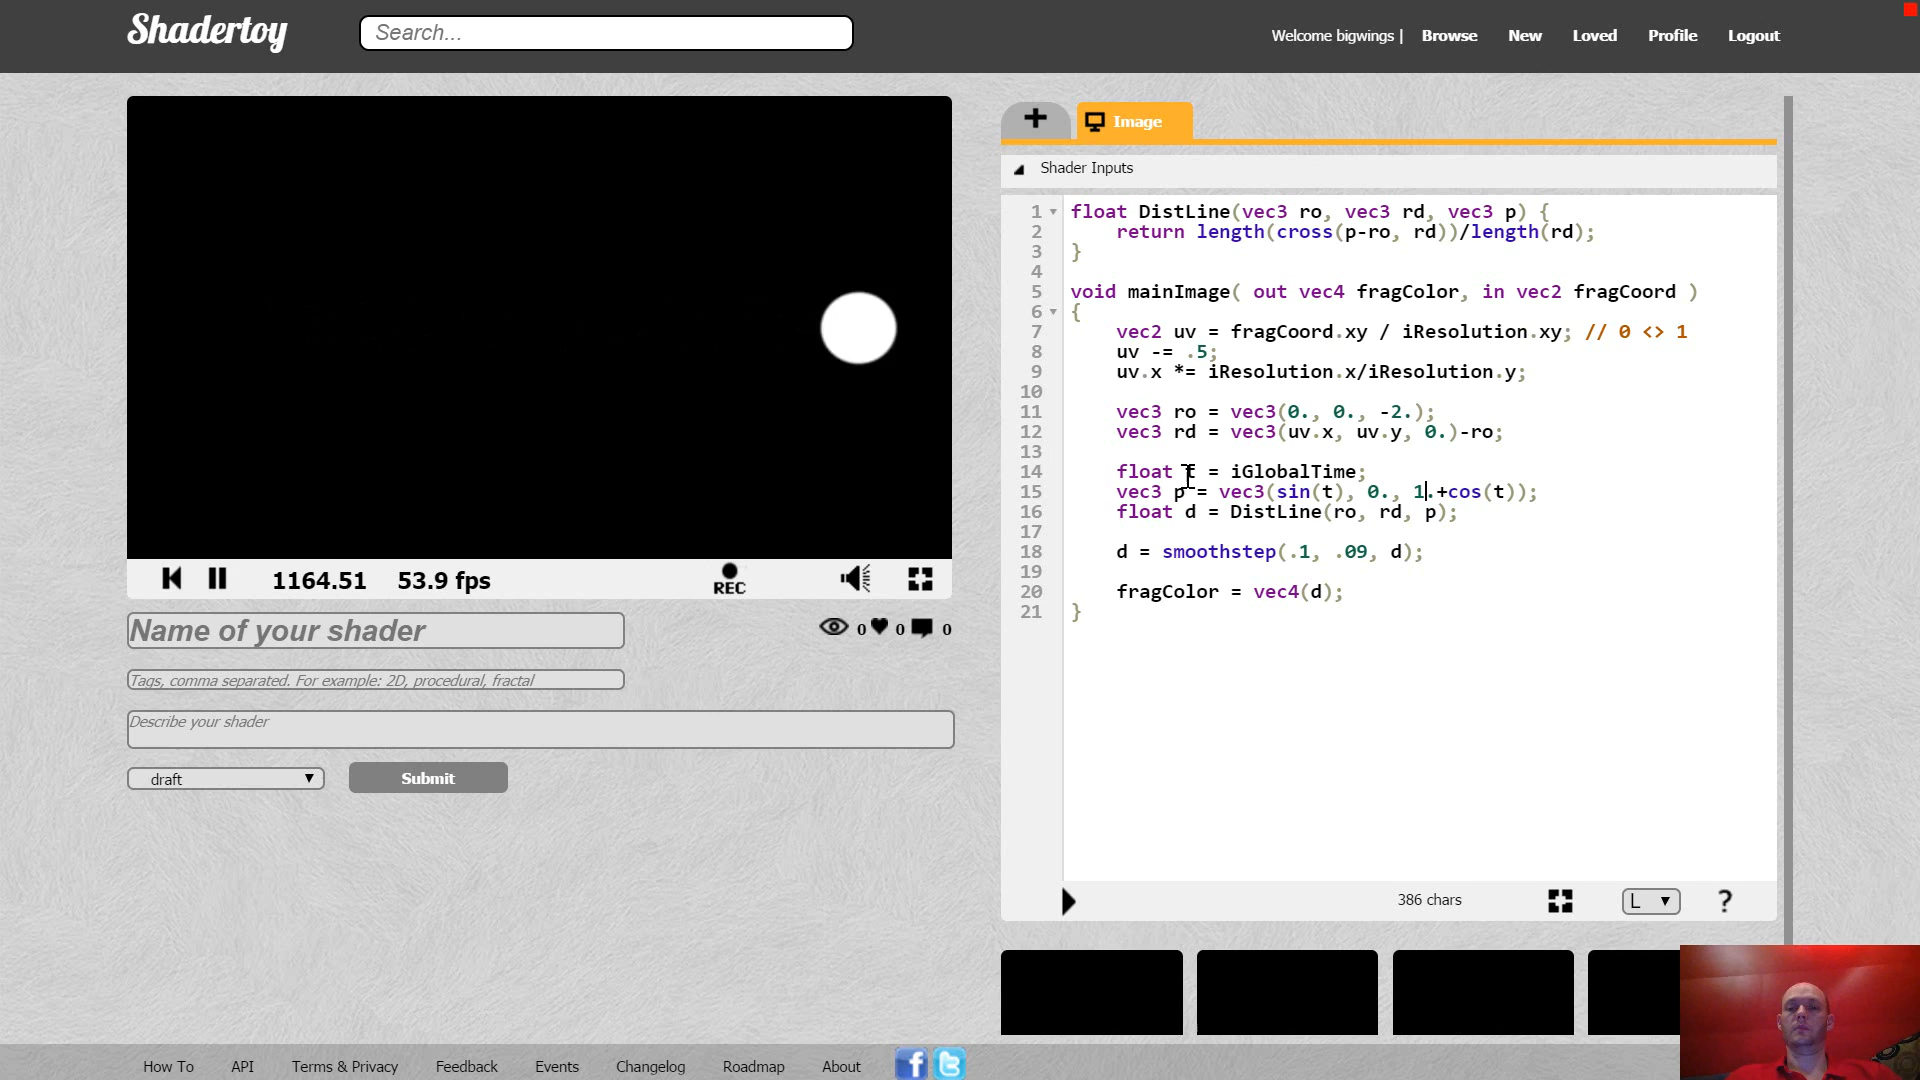 Shadertoy
Search...
Welcome bigwings | Browse New Loved Profile Logout
+ Image
Shader Inputs
1 float DistLine(vec3 ro, vec3 rd, vec3 p) {
2 return length(cross(p-ro, rd))/length(rd);
3 }
4
5 void mainImage( out vec4 fragColor, in vec2 fragCoord )
6 {
7 vec2 uv = fragCoord.xy / iResolution.xy; // 0 <> 1
8 uv -= .5;
9 uv.x *= iResolution.x/iResolution.y;
10
11 vec3 ro = vec3(0., 0., -2.);
12 vec3 rd = vec3(uv.x, uv.y, 0.)-ro;
13
14 float t = iGlobalTime;
15 vec3 p = vec3(sin(t), 0., 1.+cos(t));
16 float d = DistLine(ro, rd, p);
17
18 d = smoothstep(.1, .09, d);
19
20 fragColor = vec4(d);
21 }
1164.51 53.9 fps REC
Name of your shader
0 0 0
Tags, comma separated. For example: 2D, procedural, fractal
Describe your shader
draft Submit
386 chars L ?
How To API Terms & Privacy Feedback Events Changelog Roadmap About